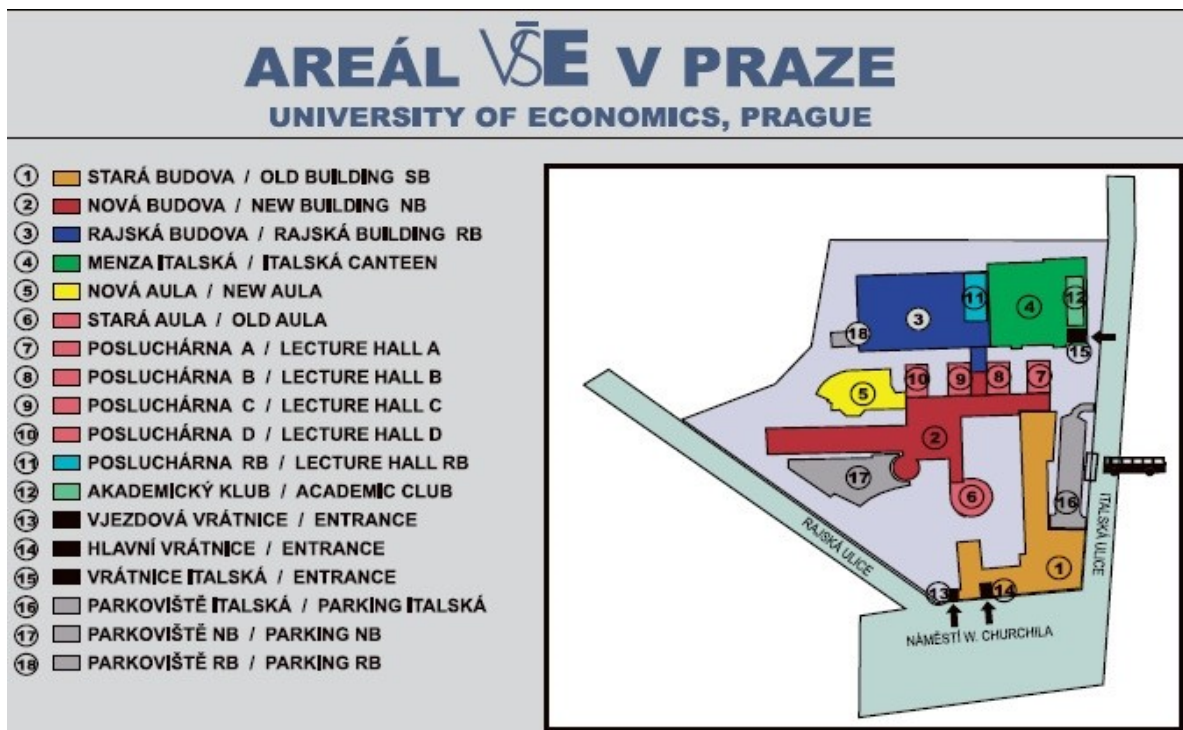 AREÁL VŠE V PRAZE
UNIVERSITY OF ECONOMICS, PRAGUE
1 STARÁ BUDOVA / OLD BUILDING SB
2 NOVÁ BUDOVA / NEW BUILDING NB
3 RAJSKÁ BUDOVA / RAJSKÁ BUILDING RB
4 MENZA ITALSKÁ / ITALSKÁ CANTEEN
5 NOVÁ AULA / NEW AULA
6 STARÁ AULA / OLD AULA
7 POSLUCHÁRNA A / LECTURE HALL A
8 POSLUCHÁRNA B / LECTURE HALL B
9 POSLUCHÁRNA C / LECTURE HALL C
10 POSLUCHÁRNA D / LECTURE HALL D
11 POSLUCHÁRNA RB / LECTURE HALL RB
12 AKADEMICKÝ KLUB / ACADEMIC CLUB
13 VJEZDOVÁ VRÁTNICE / ENTRANCE
14 HLAVNÍ VRÁTNICE / ENTRANCE
15 VRÁTNICE ITALSKÁ / ENTRANCE
16 PARKOVIŠTĚ ITALSKÁ / PARKING ITALSKÁ
17 PARKOVIŠTĚ NB / PARKING NB
18 PARKOVIŠTĚ RB / PARKING RB
11
12
4
3
18
15
10
9
8
7
5
2
17
6
16
ITALSKÁ ULICE
RAJSKÁ ULICE
1
13
14
NÁMĚSTÍ W. CHURCHILA